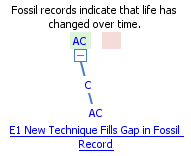 Fossil records indicate that life has
changed over time.
AC
C
AC
E1 New Technique Fills Gap in Fossil
Record